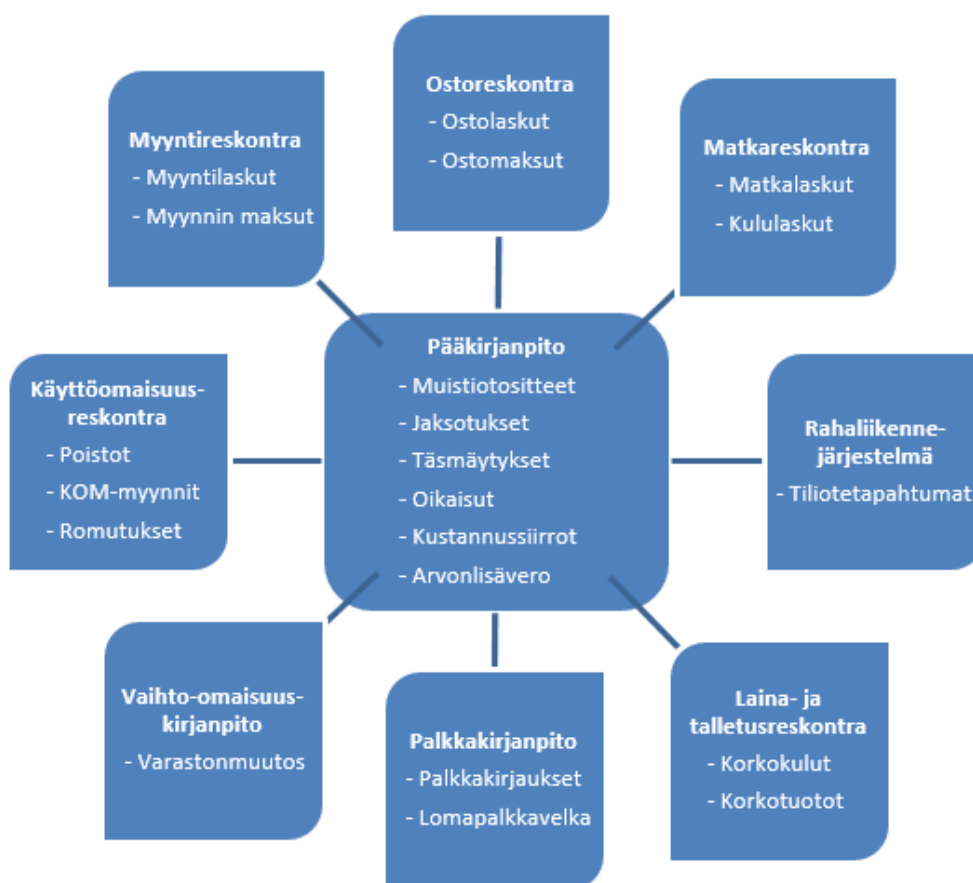 Ostoreskontra
- Ostolaskut
- Ostomaksut
Myyntireskontra
- Myyntilaskut
- Myynnin maksut
Matkareskontra
- Matkalaskut
- Kululaskut
Pääkirjanpito
- Muistiotositteet
- Jaksotukset
- Täsmäytykset
- Oikaisut
- Kustannussiirrot
- Arvonlisävero
Käyttöomaisuus-
reskontra
- Poistot
- KOM-myynnit
- Romutukset
Rahaliikenne-
järjestelmä
- Tiliotetapahtumat
Vaihto-omaisuus-
kirjanpito
- Varastonmuutos
Palkkakirjanpito
- Palkkakirjaukset
- Lomapalkkavelka
Laina- ja
talletusreskontra
- Korkokulut
- Korkotuotot